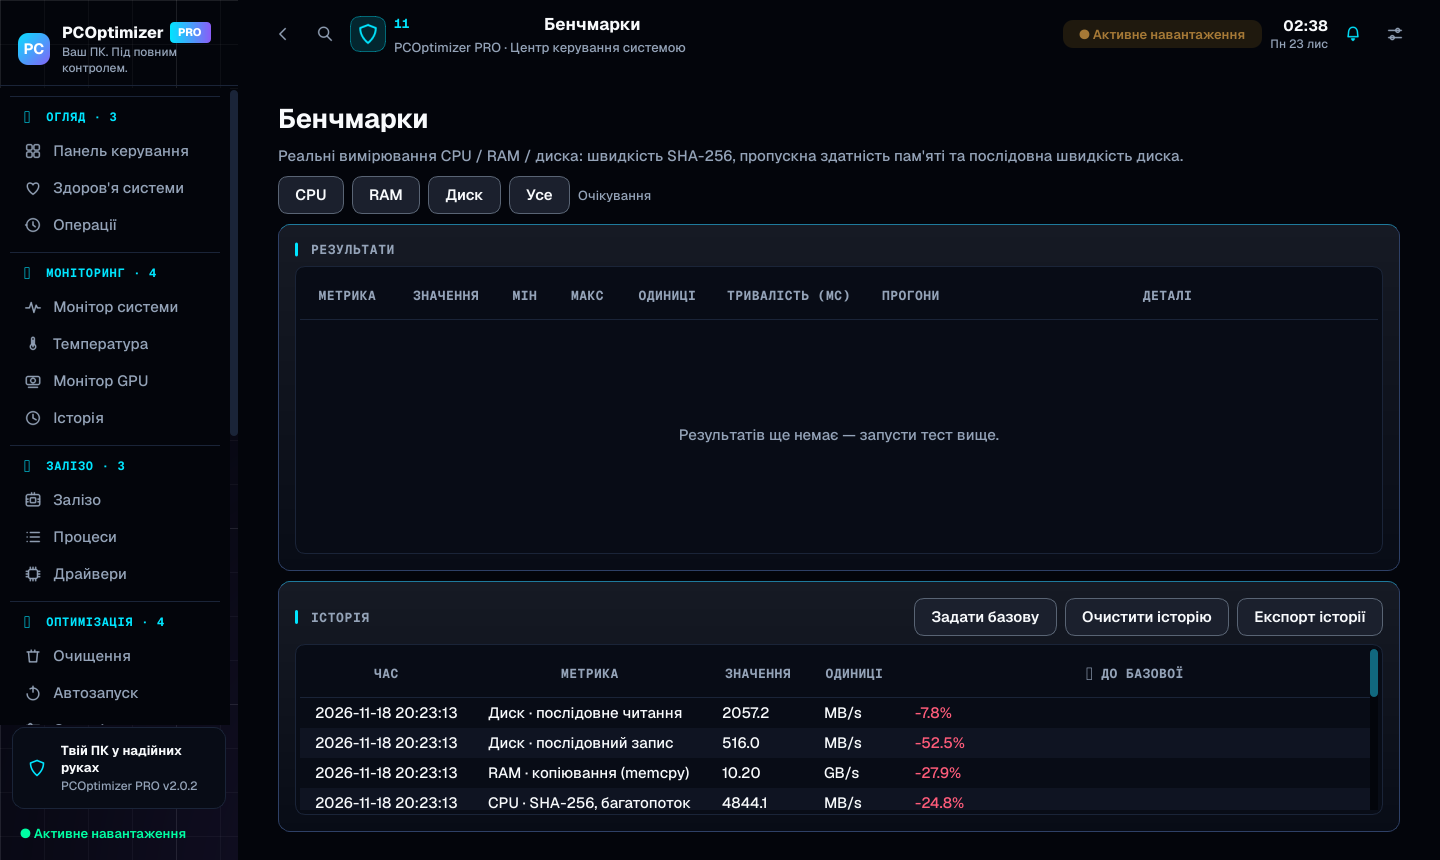 PC
PCOptimizer PRO
Ваш ПК. Під повним
контролем.
ОГЛЯД · 3
Панель керування
Здоров'я системи
Операції
МОНІТОРИНГ · 4
Монітор системи
Температура
Монітор GPU
Історія
ЗАЛІЗО · 3
Залізо
Процеси
Драйвери
ОПТИМІЗАЦІЯ · 4
Очищення
Автозапуск
Твій ПК у надійних
руках
PCOptimizer PRO v2.0.2
Активне навантаження
11
Бенчмарки
PCOptimizer PRO · Центр керування системою
Активне навантаження
02:38
Пн 23 лис
Бенчмарки
Реальні вимірювання CPU / RAM / диска: швидкість SHA-256, пропускна здатність пам'яті та послідовна швидкість диска.
CPU RAM Диск Усе Очікування
РЕЗУЛЬТАТИ
МЕТРИКА ЗНАЧЕННЯ МІН МАКС ОДИНИЦІ ТРИВАЛІСТЬ (МС) ПРОГОНИ ДЕТАЛІ
Результатів ще немає — запусти тест вище.
ІСТОРІЯ
Задати базову Очистити історію Експорт історії
ЧАС МЕТРИКА ЗНАЧЕННЯ ОДИНИЦІ ДО БАЗОВОЇ
2026-11-18 20:23:13 Диск · послідовне читання 2057.2 MB/s -7.8%
2026-11-18 20:23:13 Диск · послідовний запис 516.0 MB/s -52.5%
2026-11-18 20:23:13 RAM · копіювання (memcpy) 10.20 GB/s -27.9%
2026-11-18 20:23:13 CPU · SHA-256, багатопоток 4844.1 MB/s -24.8%